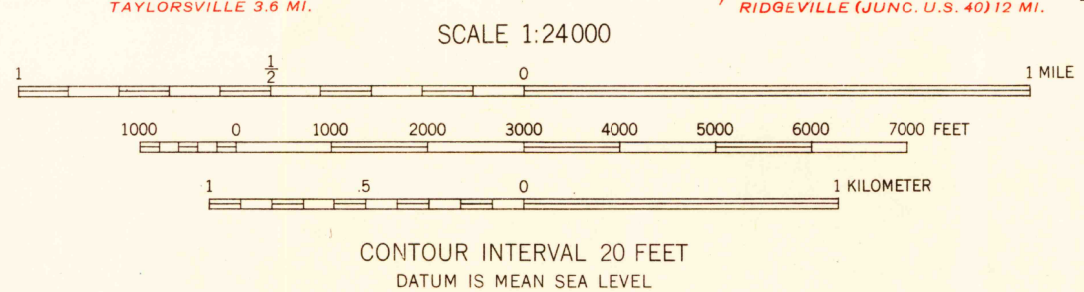 TAYLORSVILLE 3.6 MI. RIDGEVILLE (JUNC. U.S. 40) 12 MI.
SCALE 1:24000
1 1/2 0 1 MILE
1000 0 1000 2000 3000 4000 5000 6000 7000 FEET
1 .5 0 1 KILOMETER
CONTOUR INTERVAL 20 FEET
DATUM IS MEAN SEA LEVEL